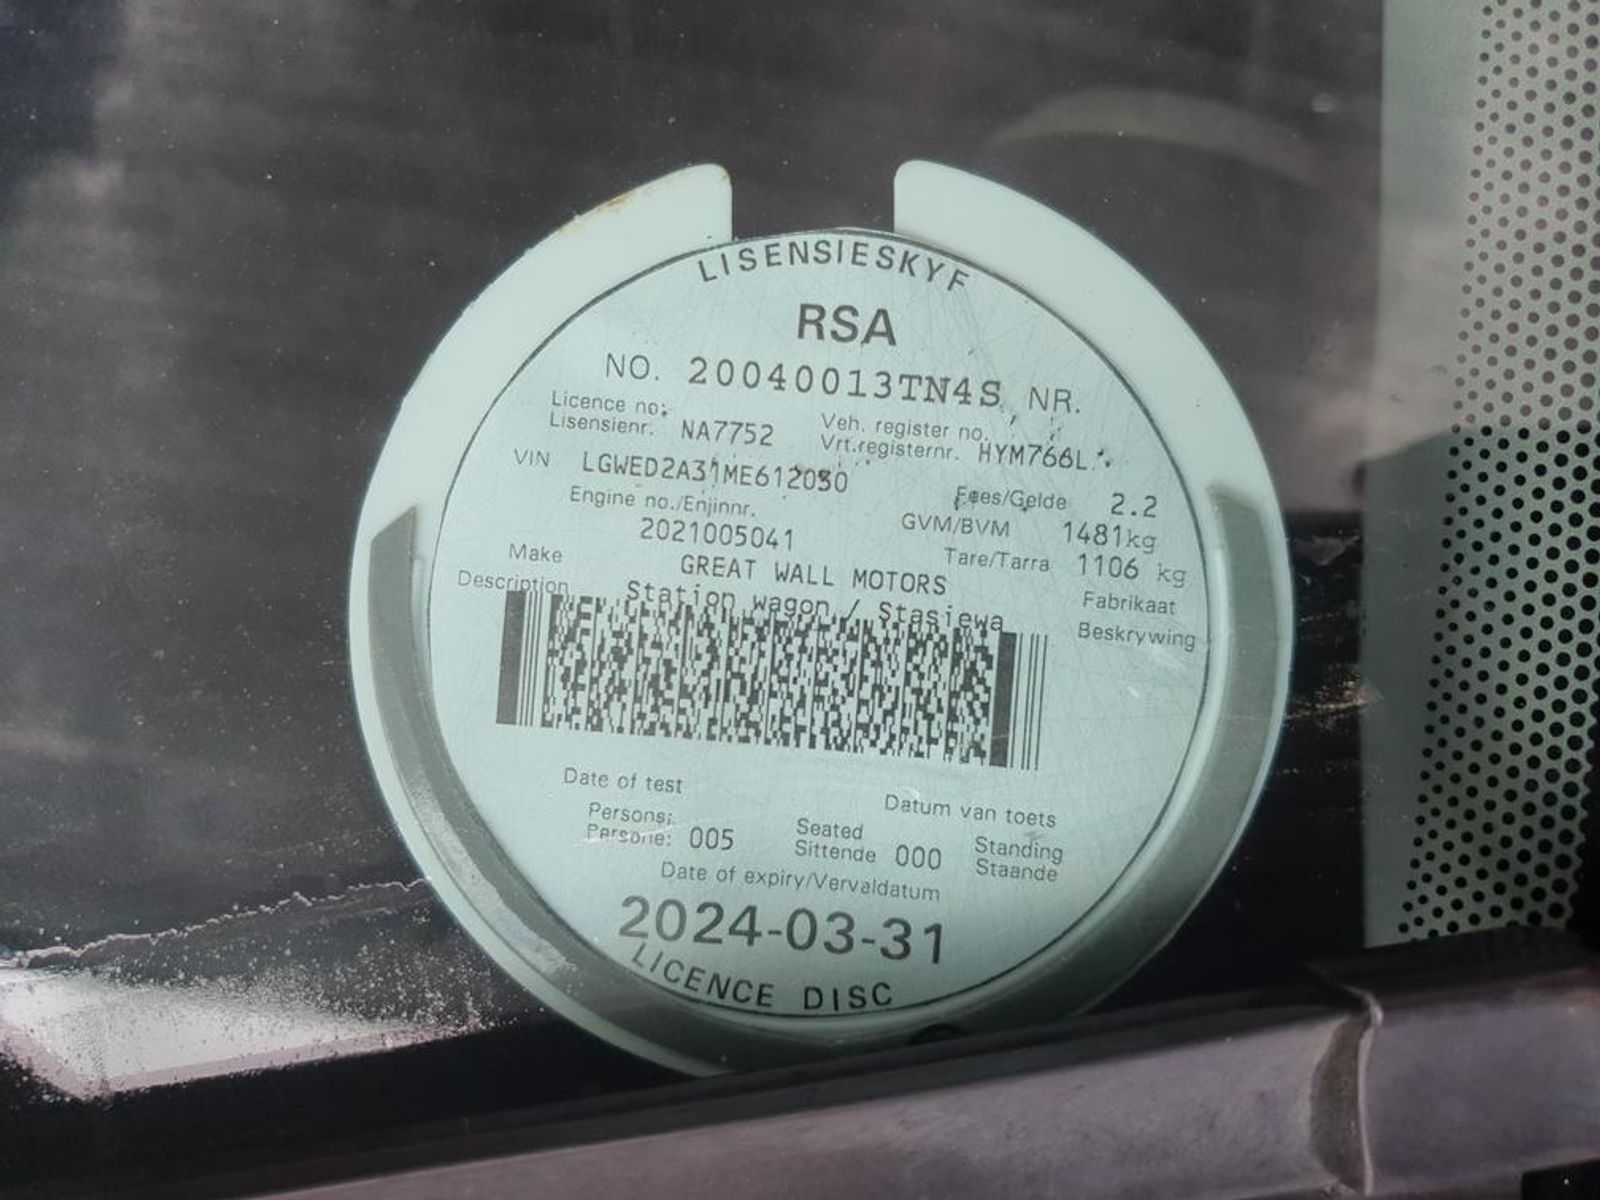 LISENSIESKYF
RSA
NO. 20040013TN4S NR.
Licence no:
Lisensienr. NA7752
Veh. register no.
Vrt.registernr. HYM766L
VIN LGWED2A31ME612030
Fees/Gelde 2.2
Engine no./Enjinnr.
2021005041
GVM/BVM 1481kg
Tare/Tarra 1106 kg
Make GREAT WALL MOTORS Fabrikaat
Description Station wagon / Stasiewa Beskrywing
Date of test Datum van toets
Persons:
Persone: 005
Seated
Sittende 000
Standing
Staande
Date of expiry/Vervaldatum
2024-03-31
LICENCE DISC